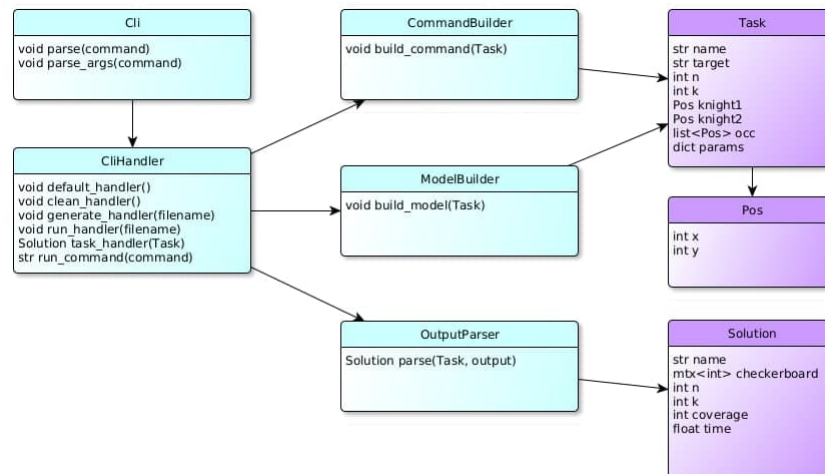 Cli
void parse(command)
void parse_args(command)
CliHandler
void default_handler()
void clean_handler()
void generate_handler(filename)
void run_handler(filename)
Solution task_handler(Task)
str run_command(command)
CommandBuilder
void build_command(Task)
ModelBuilder
void build_model(Task)
OutputParser
Solution parse(Task, output)
Task
str name
str target
int n
int k
Pos knight1
Pos knight2
list<Pos> occ
dict params
Pos
int x
int y
Solution
str name
mtx<int> checkerboard
int n
int k
int coverage
float time